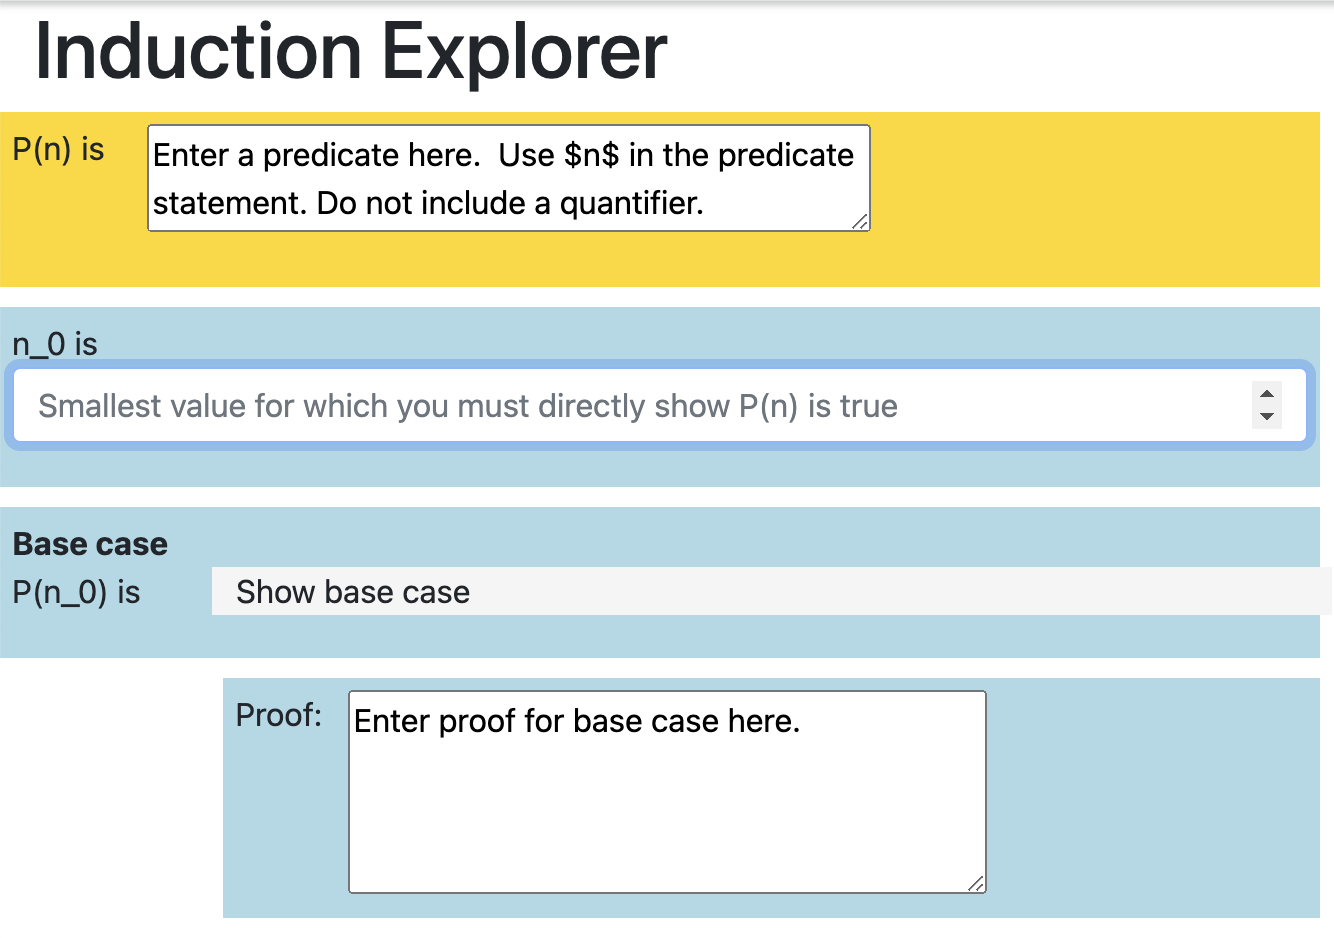 Induction Explorer
P(n) is
Enter a predicate here.  Use $n$ in the predicate
statement. Do not include a quantifier.
n_0 is
Smallest value for which you must directly show P(n) is true
Base case
P(n_0) is
Show base case
Proof:
Enter proof for base case here.